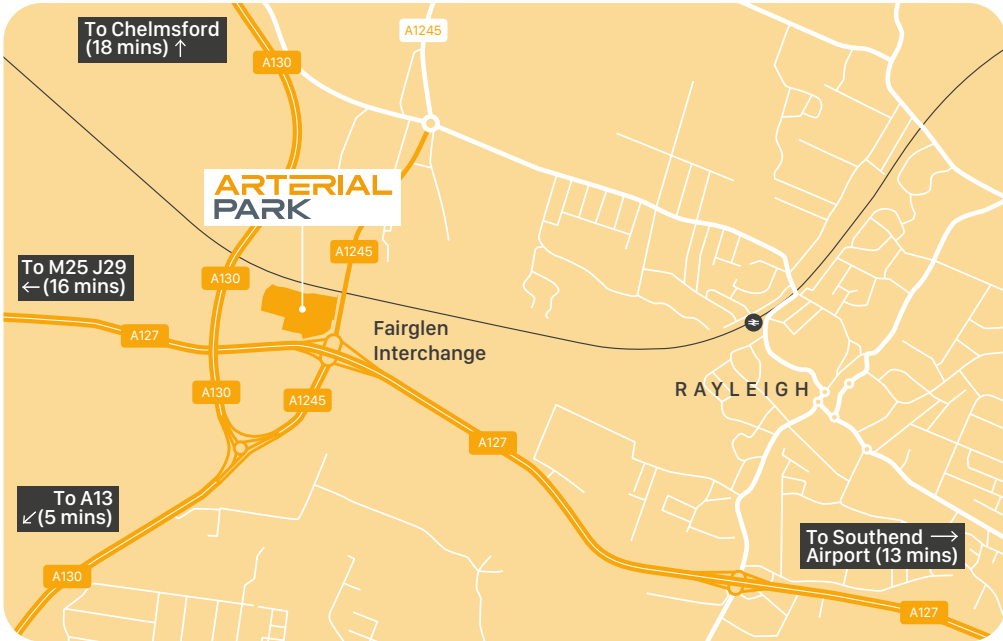 To Chelmsford
(18 mins) ↑
A1245
A130
ARTERIAL
PARK
A1245
To M25 J29
← (16 mins)
A130
A127
Fairglen
Interchange
RAYLEIGH
A130
A1245
A127
To A13
↙ (5 mins)
To Southend →
Airport (13 mins)
A130
A127